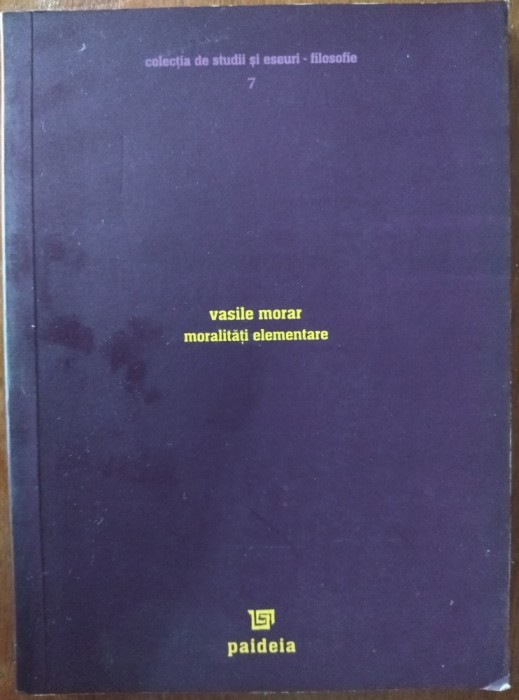 colecția de studii și eseuri - filosofie
7
vasile morar
moralități elementare
paideia